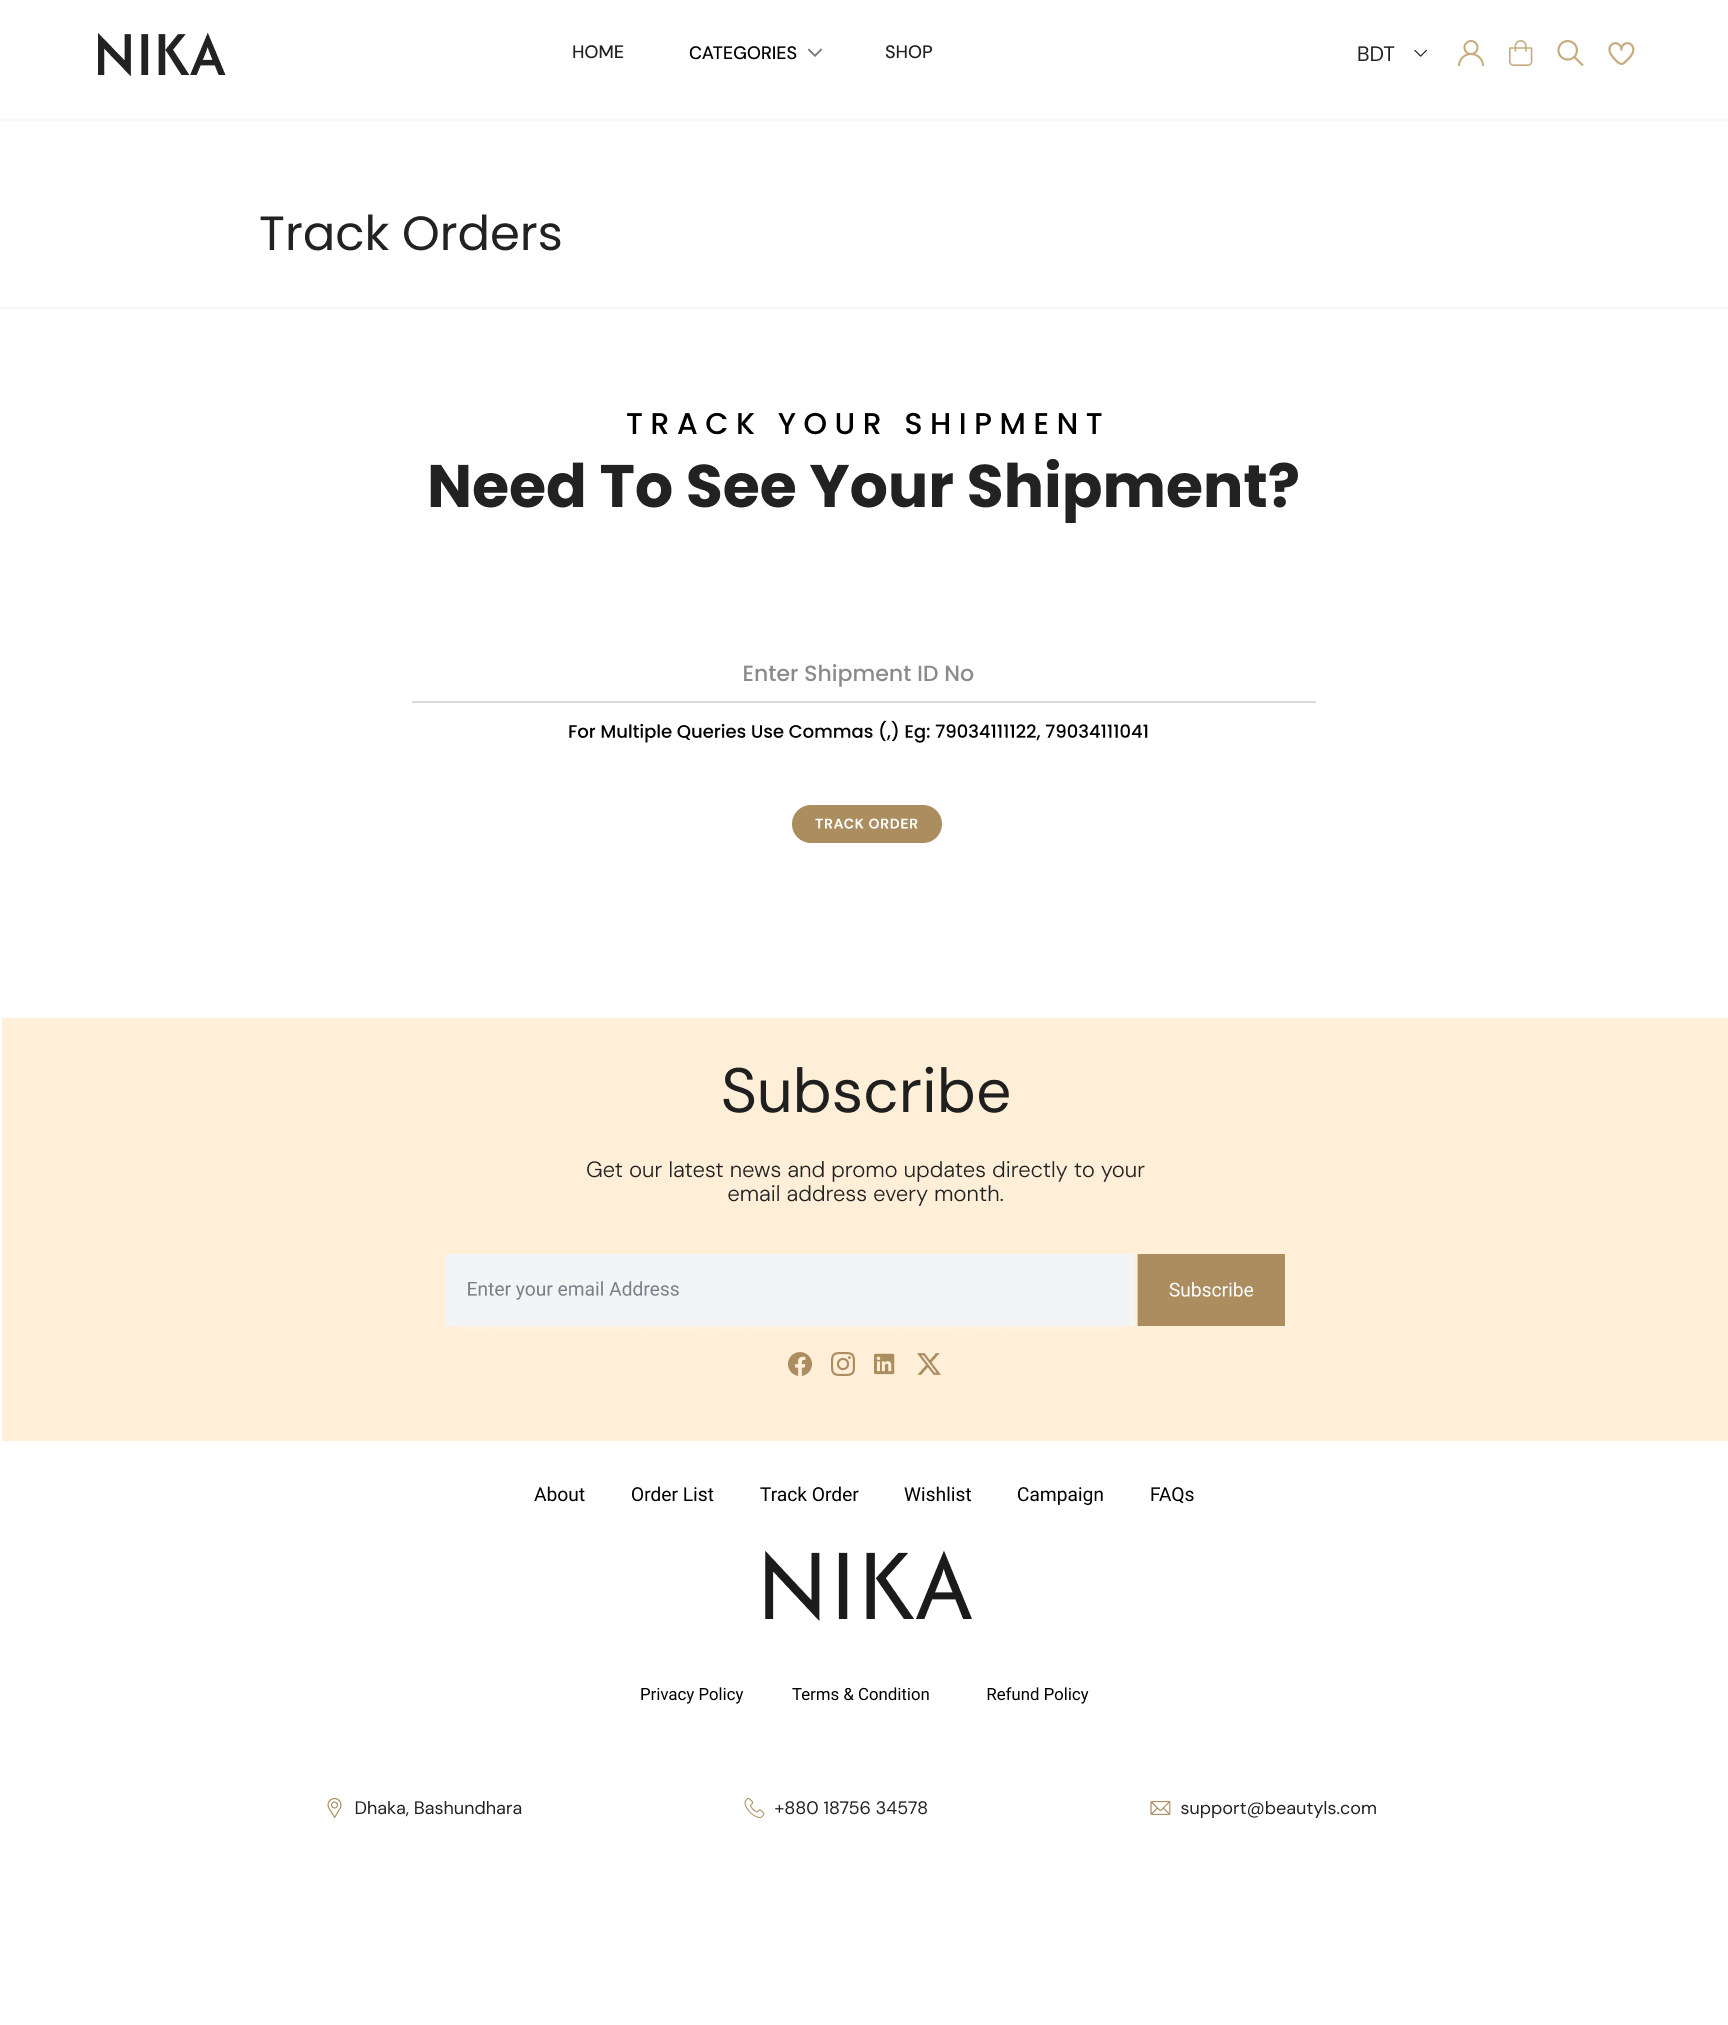 NIKA
HOME
CATEGORIES
SHOP
BDT
Track Orders
TRACK YOUR SHIPMENT
Need To See Your Shipment?
Enter Shipment ID No
For Multiple Queries Use Commas (,) Eg: 79034111122, 79034111041
TRACK ORDER
Subscribe
Get our latest news and promo updates directly to your
email address every month.
Enter your email Address
Subscribe
About
Order List
Track Order
Wishlist
Campaign
FAQs
NIKA
Privacy Policy
Terms & Condition
Refund Policy
Dhaka, Bashundhara
+880 18756 34578
support@beautyls.com